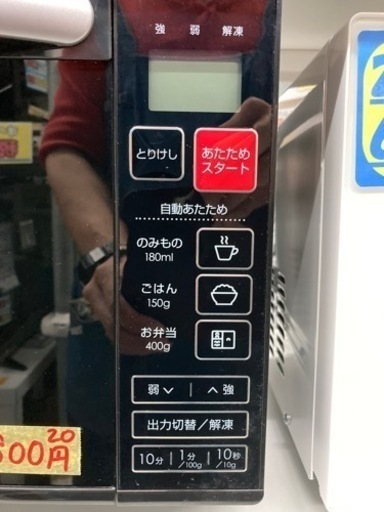 強 弱 解凍
とりけし
あたため
スタート
自動あたため
のみもの
180ml
ごはん
150g
お弁当
400g
弱∨ | ∧強
出力切替／解凍
10分 1分/100g 10秒/10g
20
800円